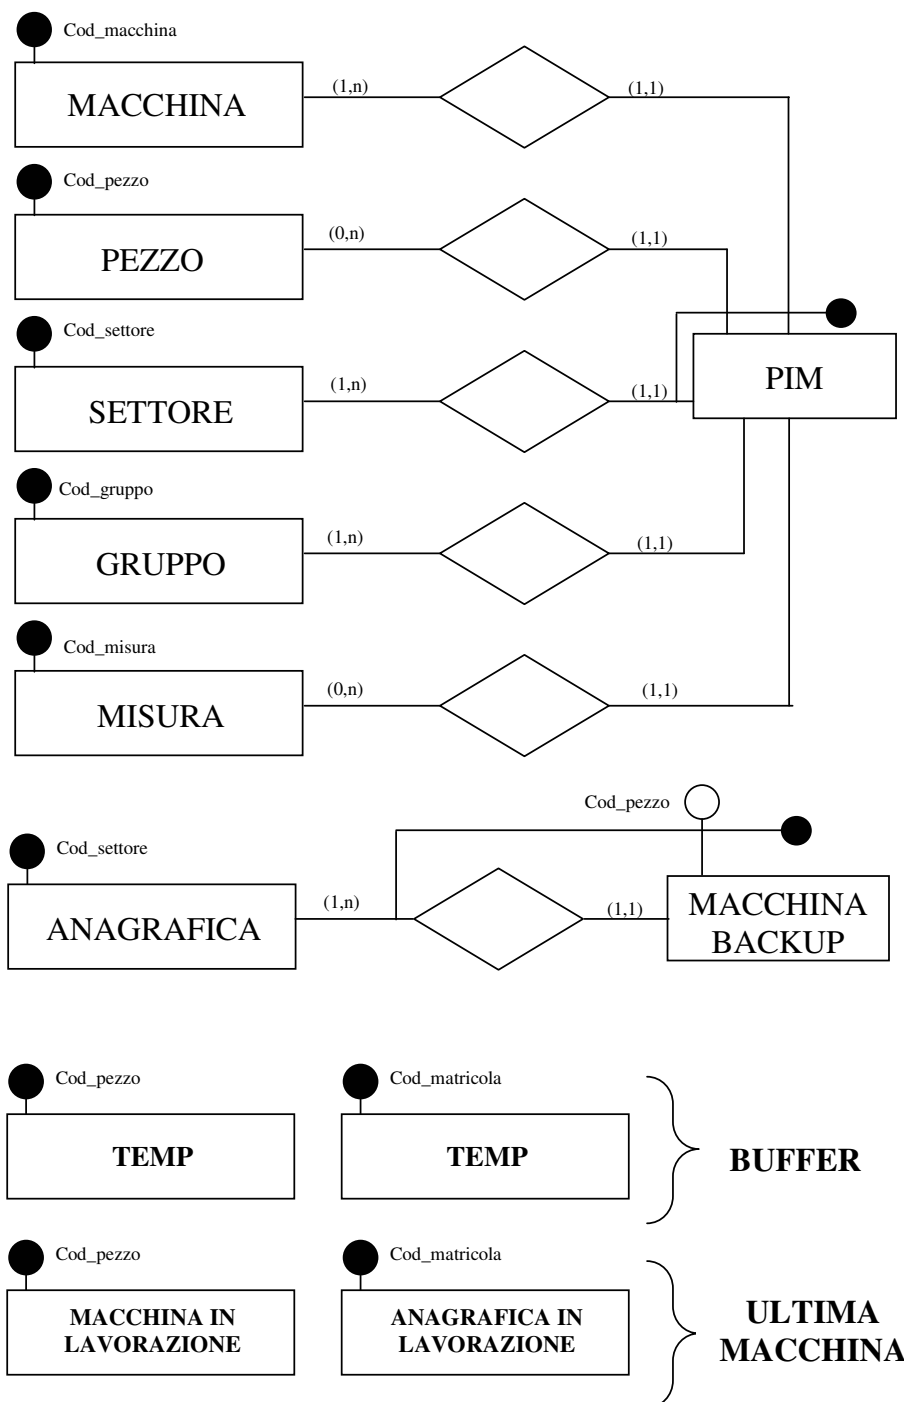 Cod_macchina
MACCHINA
(1,n)
(1,1)
Cod_pezzo
PEZZO
(0,n)
(1,1)
Cod_settore
SETTORE
(1,n)
(1,1)
PIM
Cod_gruppo
GRUPPO
(1,n)
(1,1)
Cod_misura
MISURA
(0,n)
(1,1)
Cod_pezzo
Cod_settore
ANAGRAFICA
(1,n)
(1,1)
MACCHINA
BACKUP
Cod_pezzo
TEMP
Cod_matricola
TEMP
BUFFER
Cod_pezzo
MACCHINA IN
LAVORAZIONE
Cod_matricola
ANAGRAFICA IN
LAVORAZIONE
ULTIMA
MACCHINA